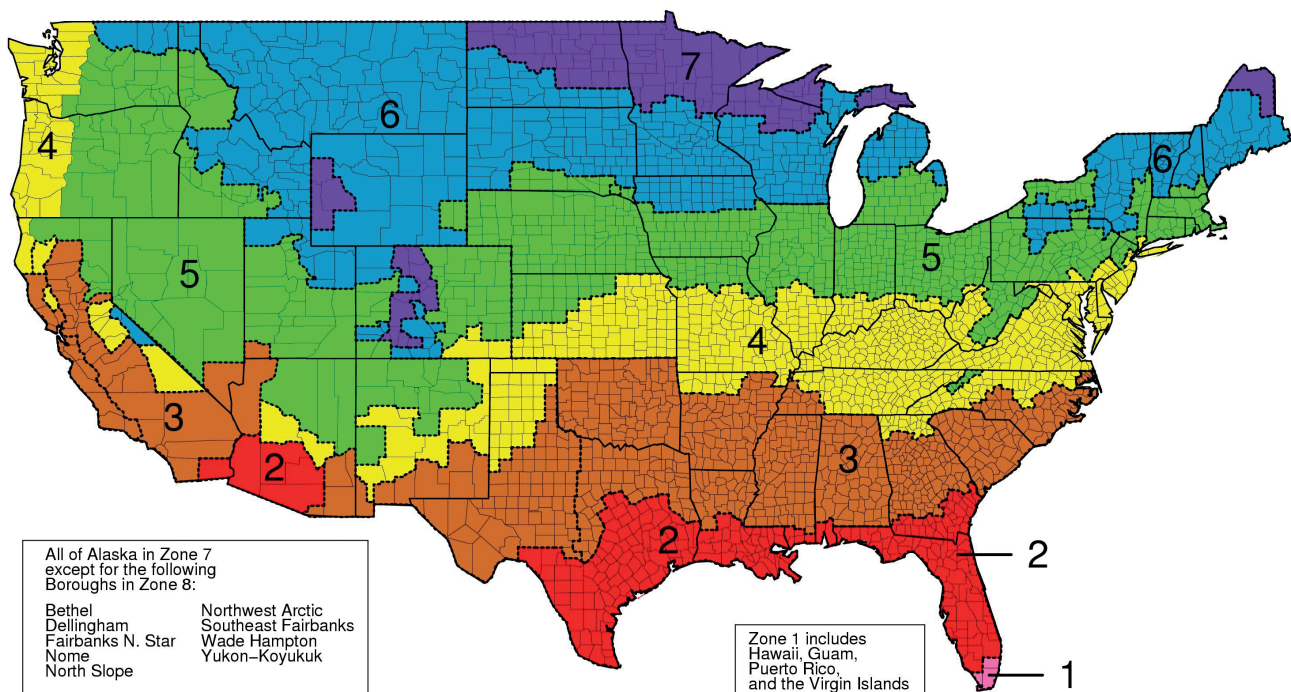 7
6
4
6
5
5
4
3
2
3
2
2
1
All of Alaska in Zone 7
except for the following
Boroughs in Zone 8:
Bethel
Dellingham
Fairbanks N. Star
Nome
North Slope
Northwest Arctic
Southeast Fairbanks
Wade Hampton
Yukon-Koyukuk
Zone 1 includes
Hawaii, Guam,
Puerto Rico,
and the Virgin Islands